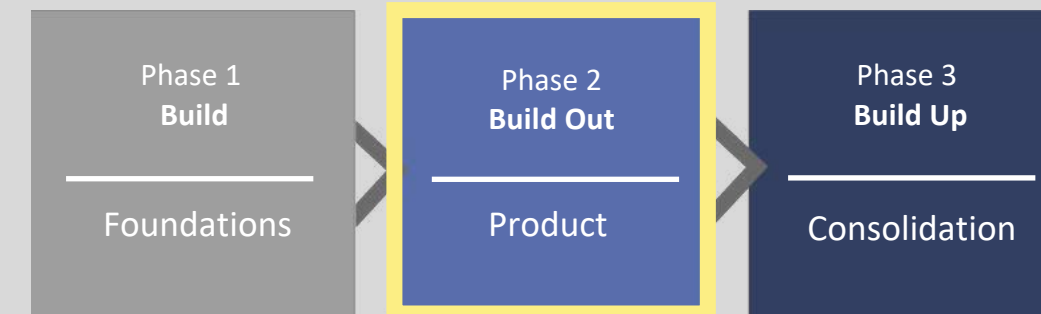 Phase 1
Build
Foundations
Phase 2
Build Out
Product
Phase 3
Build Up
Consolidation